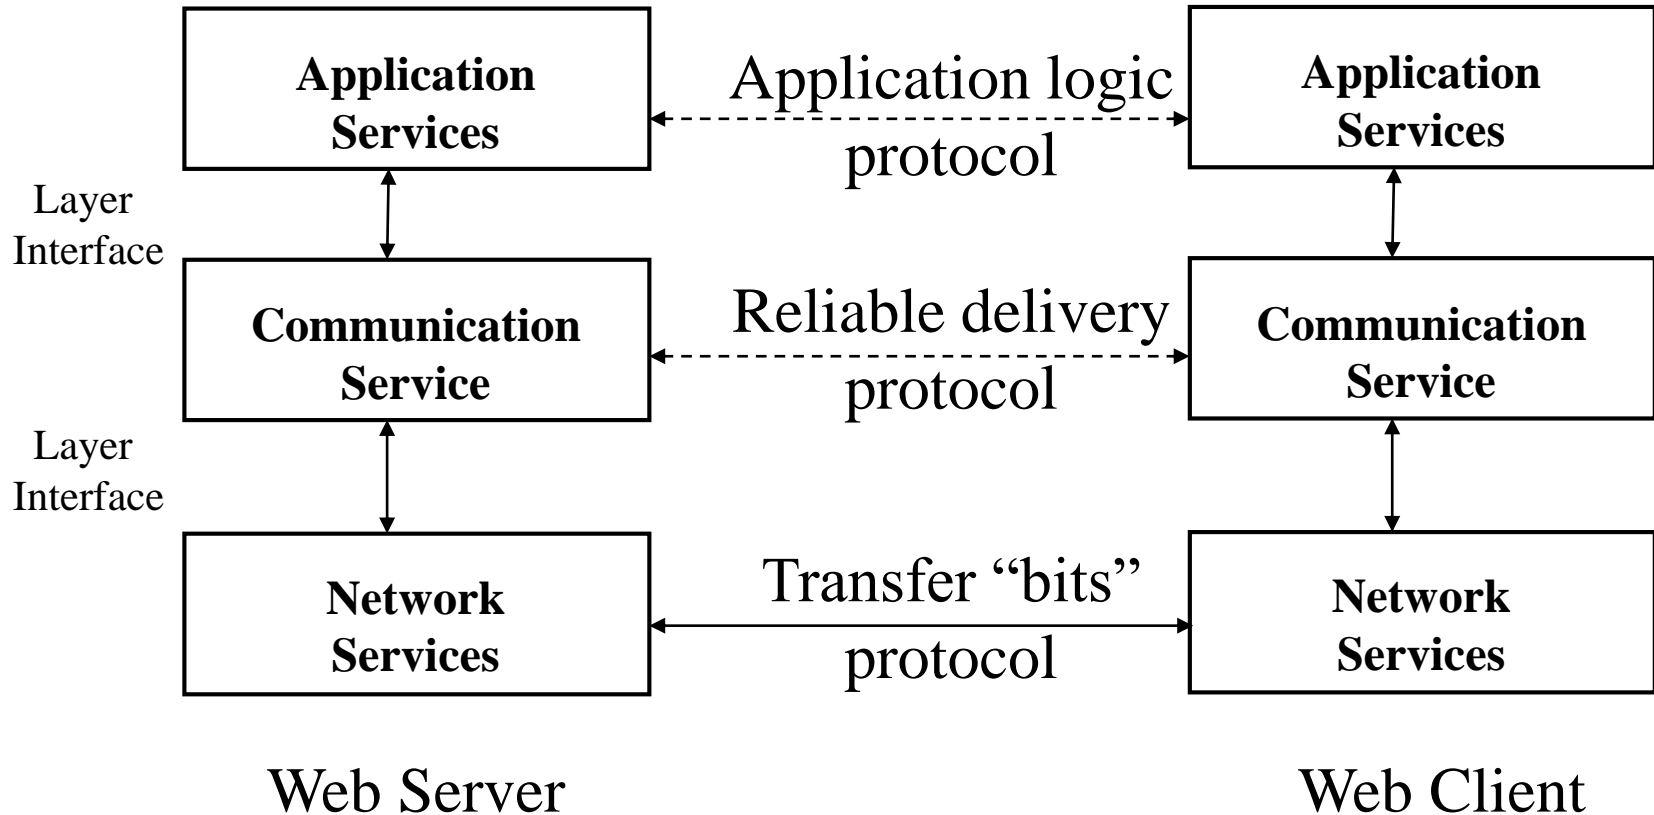 Application
Services
Application logic
protocol
Application
Services
Layer
Interface
Communication
Service
Reliable delivery
protocol
Communication
Service
Layer
Interface
Network
Services
Transfer “bits”
protocol
Network
Services
Web Server
Web Client